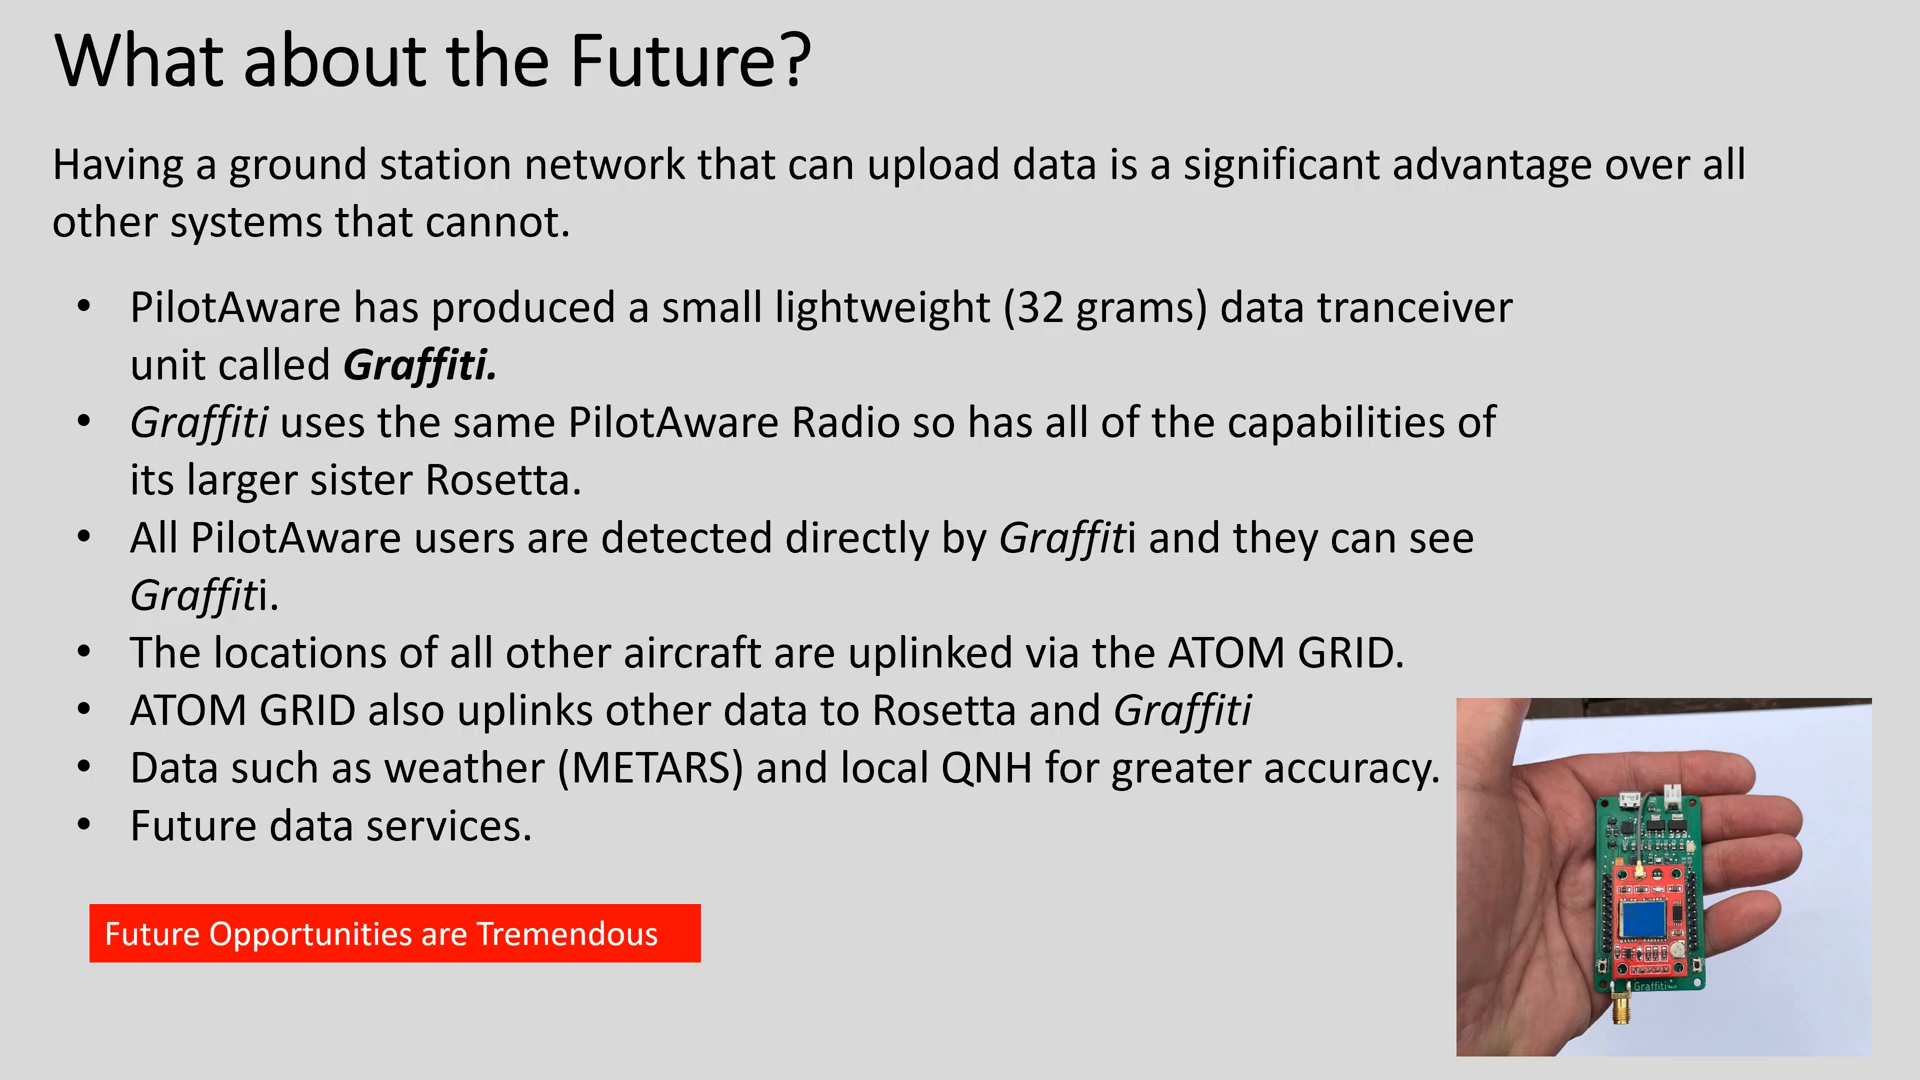 What about the Future?
Having a ground station network that can upload data is a significant advantage over all
other systems that cannot.
• PilotAware has produced a small lightweight (32 grams) data tranceiver
unit called Graffiti.
• Graffiti uses the same PilotAware Radio so has all of the capabilities of
its larger sister Rosetta.
• All PilotAware users are detected directly by Graffiti and they can see
Graffiti.
• The locations of all other aircraft are uplinked via the ATOM GRID.
• ATOM GRID also uplinks other data to Rosetta and Graffiti
• Data such as weather (METARS) and local QNH for greater accuracy.
• Future data services.
Future Opportunities are Tremendous
Graffiti